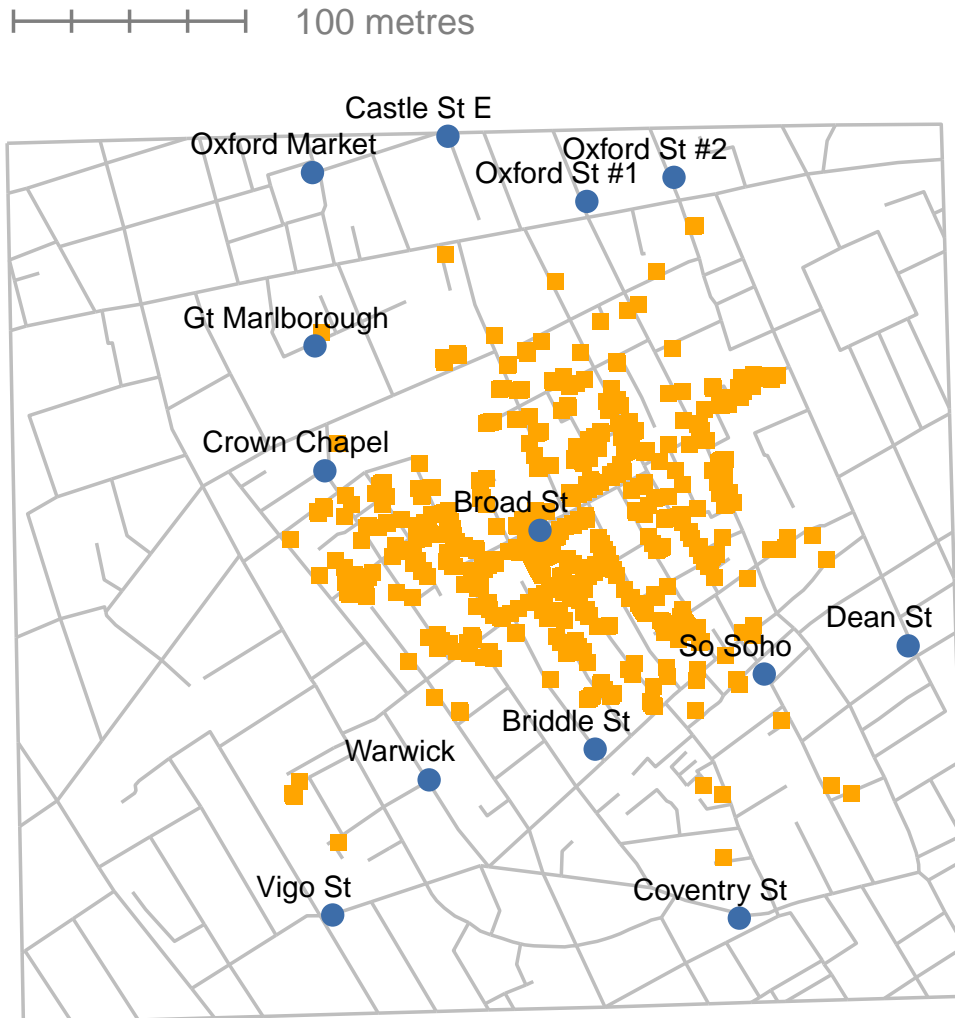 100 metres
Castle St E
Oxford Market
Oxford St #2
Oxford St #1
Gt Marlborough
Crown Chapel
Broad St
Dean St
So Soho
Briddle St
Warwick
Vigo St
Coventry St